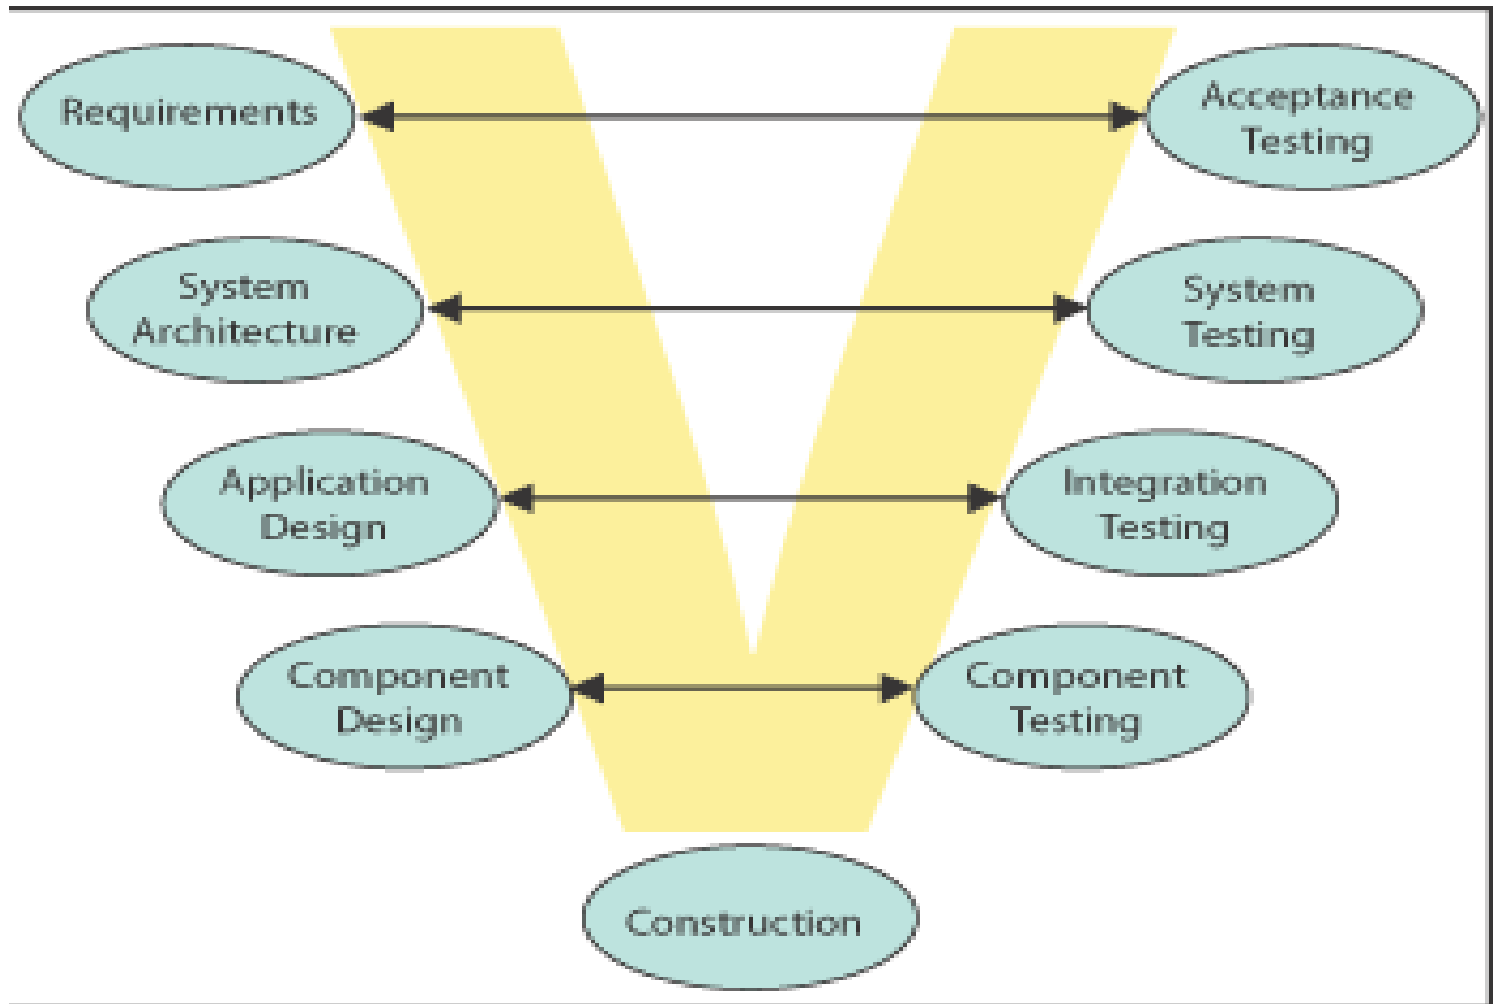 Requirements
Acceptance
Testing
System
Architecture
System
Testing
Application
Design
Integration
Testing
Component
Design
Component
Testing
Construction